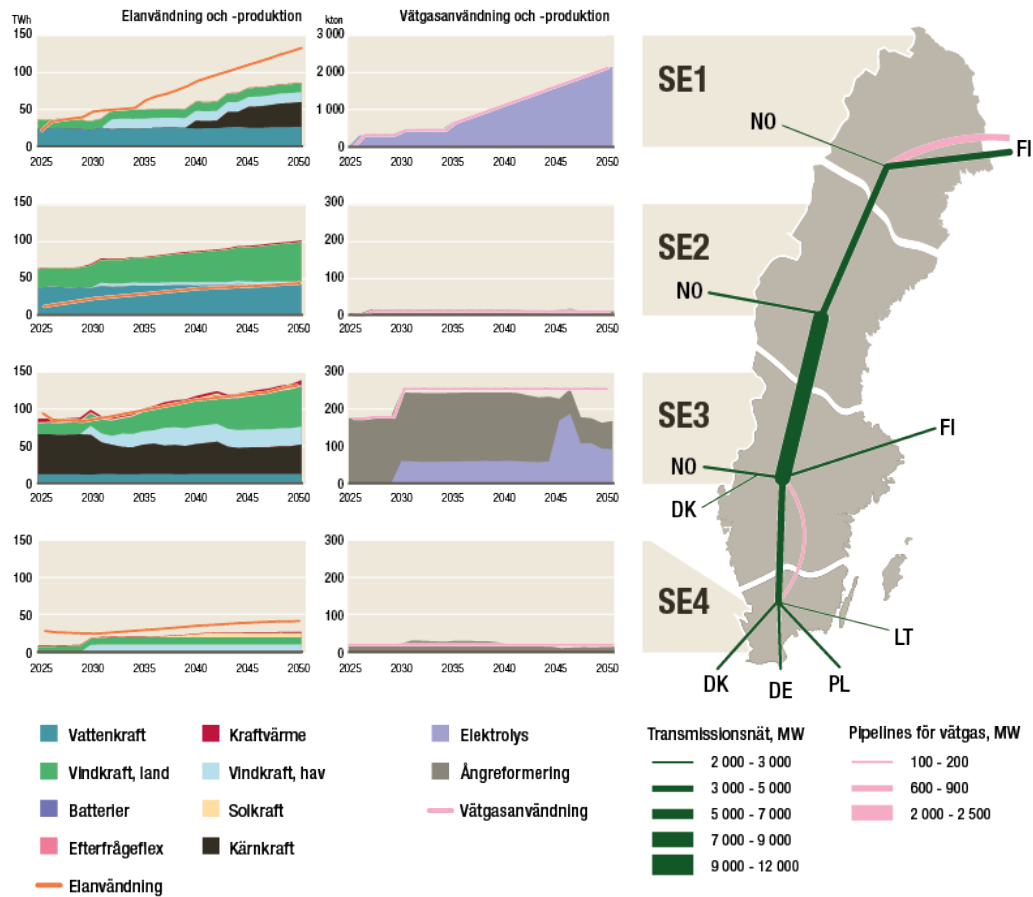 TWh
Elanvändning och -produktion
150
100
50
0
2025 2030 2035 2040 2045 2050
150
100
50
0
2025 2030 2035 2040 2045 2050
150
100
50
0
2025 2030 2035 2040 2045 2050
150
100
50
0
2025 2030 2035 2040 2045 2050
kton
Vätgasanvändning och -produktion
3 000
2 000
1 000
0
2025 2030 2035 2040 2045 2050
300
200
100
0
2025 2030 2035 2040 2045 2050
300
200
100
0
2025 2030 2035 2040 2045 2050
300
200
100
0
2025 2030 2035 2040 2045 2050
SE1
NO
FI
SE2
NO
SE3
FI
NO
DK
SE4
LT
DK
DE
PL
Vattenkraft
Vindkraft, land
Batterier
Efterfrågeflex
Elanvändning
Kraftvärme
Vindkraft, hav
Solkraft
Kärnkraft
Elektrolys
Ångreformering
Vätgasanvändning
Transmissionsnät, MW
2 000 - 3 000
3 000 - 5 000
5 000 - 7 000
7 000 - 9 000
9 000 - 12 000
Pipelines för vätgas, MW
100 - 200
600 - 900
2 000 - 2 500